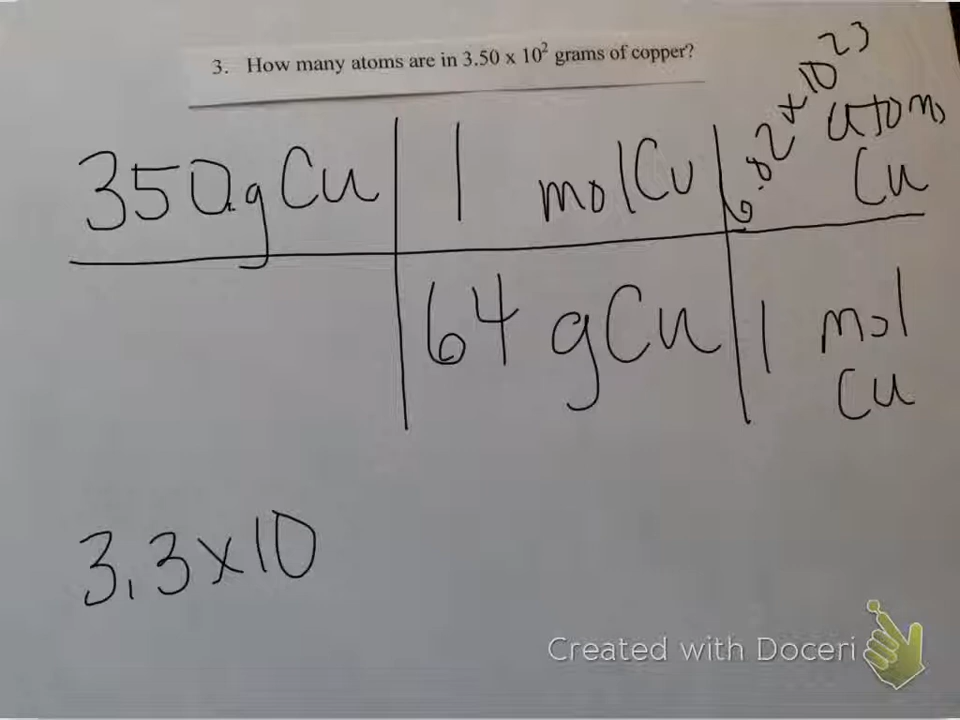 3. How many atoms are in 3.50 x 10² grams of copper?
350.g Cu | 1 mol Cu | 6.02 x 10²³ atoms Cu
64 g Cu | 1 mol Cu
3.3 x 10
Created with Doceri